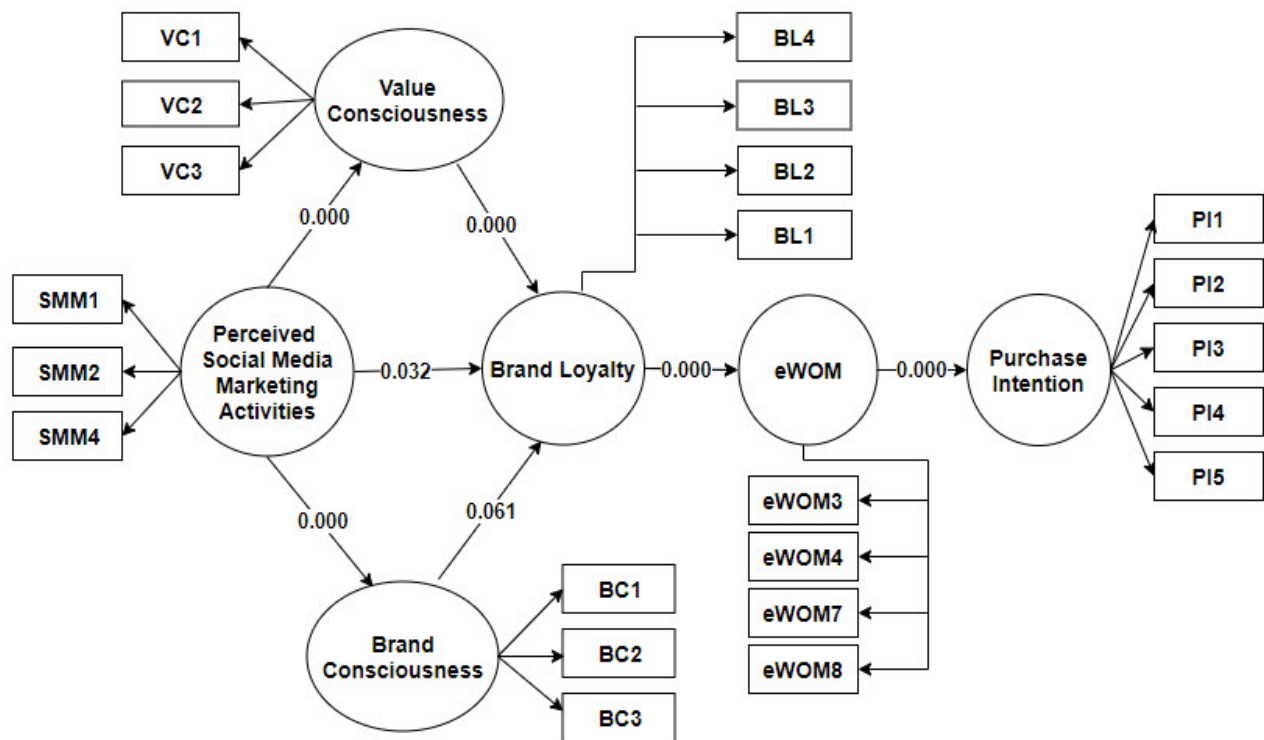 VC1
VC2
VC3
Value
Consciousness
BL4
BL3
BL2
BL1
0.000
0.000
SMM1
SMM2
SMM4
Perceived
Social Media
Marketing
Activities
0.032
Brand Loyalty
0.000
eWOM
0.000
Purchase
Intention
PI1
PI2
PI3
PI4
PI5
0.000
0.061
eWOM3
eWOM4
eWOM7
eWOM8
Brand
Consciousness
BC1
BC2
BC3